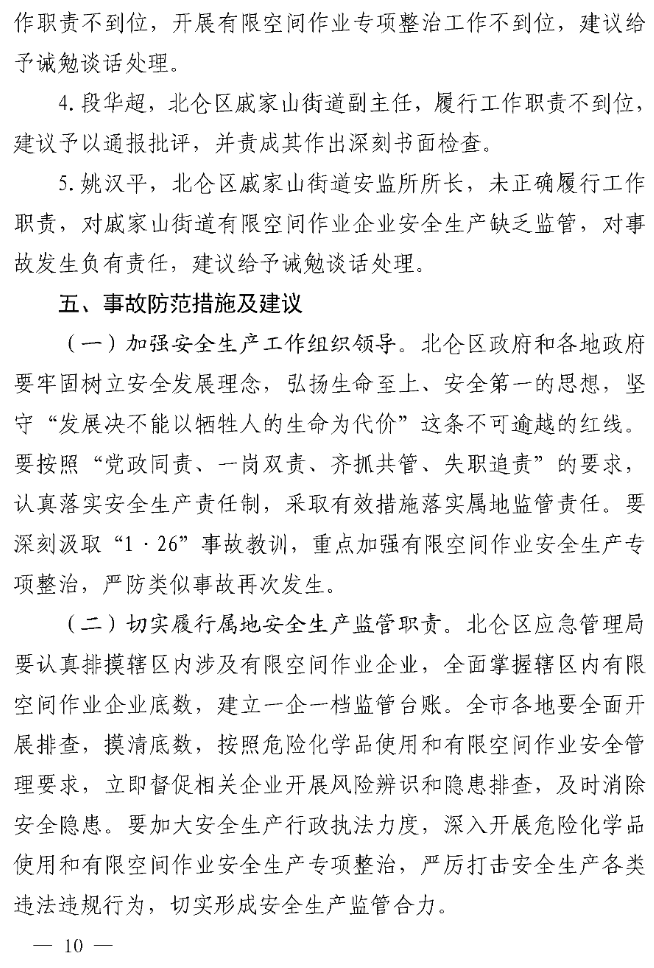 作职责不到位，开展有限空间作业专项整治工作不到位，建议给
予诫勉谈话处理。
4. 段华超，北仑区戚家山街道副主任，履行工作职责不到位，
建议予以通报批评，并责成其作出深刻书面检查。
5. 姚汉平，北仑区戚家山街道安监所所长，未正确履行工作
职责，对戚家山街道有限空间作业企业安全生产缺乏监管，对事
故发生负有责任，建议给予诫勉谈话处理。
五、事故防范措施及建议
（一）加强安全生产工作组织领导。北仑区政府和各地政府
要牢固树立安全发展理念，弘扬生命至上、安全第一的思想，坚
守“发展决不能以牺牲人的生命为代价”这条不可逾越的红线。
要按照“党政同责、一岗双责、齐抓共管、失职追责”的要求，
认真落实安全生产责任制，采取有效措施落实属地监管责任。要
深刻汲取“1·26”事故教训，重点加强有限空间作业安全生产专
项整治，严防类似事故再次发生。
（二）切实履行属地安全生产监管职责。北仑区应急管理局
要认真排摸辖区内涉及有限空间作业企业，全面掌握辖区内有限
空间作业企业底数，建立一企一档监管台账。全市各地要全面开
展排查，摸清底数，按照危险化学品使用和有限空间作业安全管
理要求，立即督促相关企业开展风险辨识和隐患排查，及时消除
安全隐患。要加大安全生产行政执法力度，深入开展危险化学品
使用和有限空间作业安全生产专项整治，严厉打击安全生产各类
违法违规行为，切实形成安全生产监管合力。
— 10 —